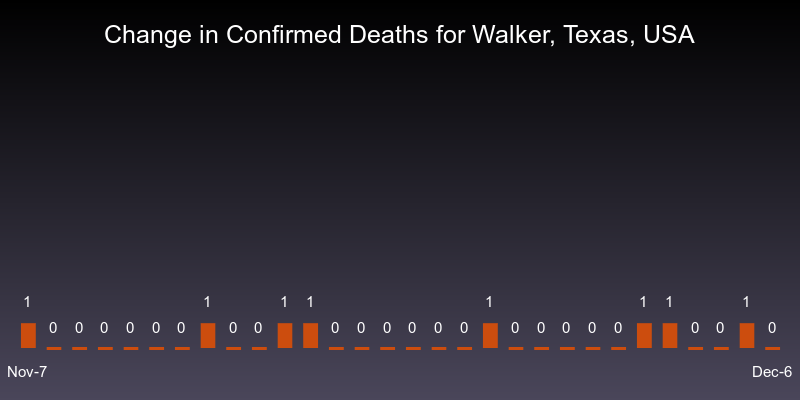 Change in Confirmed Deaths for Walker, Texas, USA
1 1 1 1 1 1 1 1
0 0 0 0 0 0 0 0 0 0 0 0 0 0 0 0 0 0 0 0 0 0
Nov-7 Dec-6